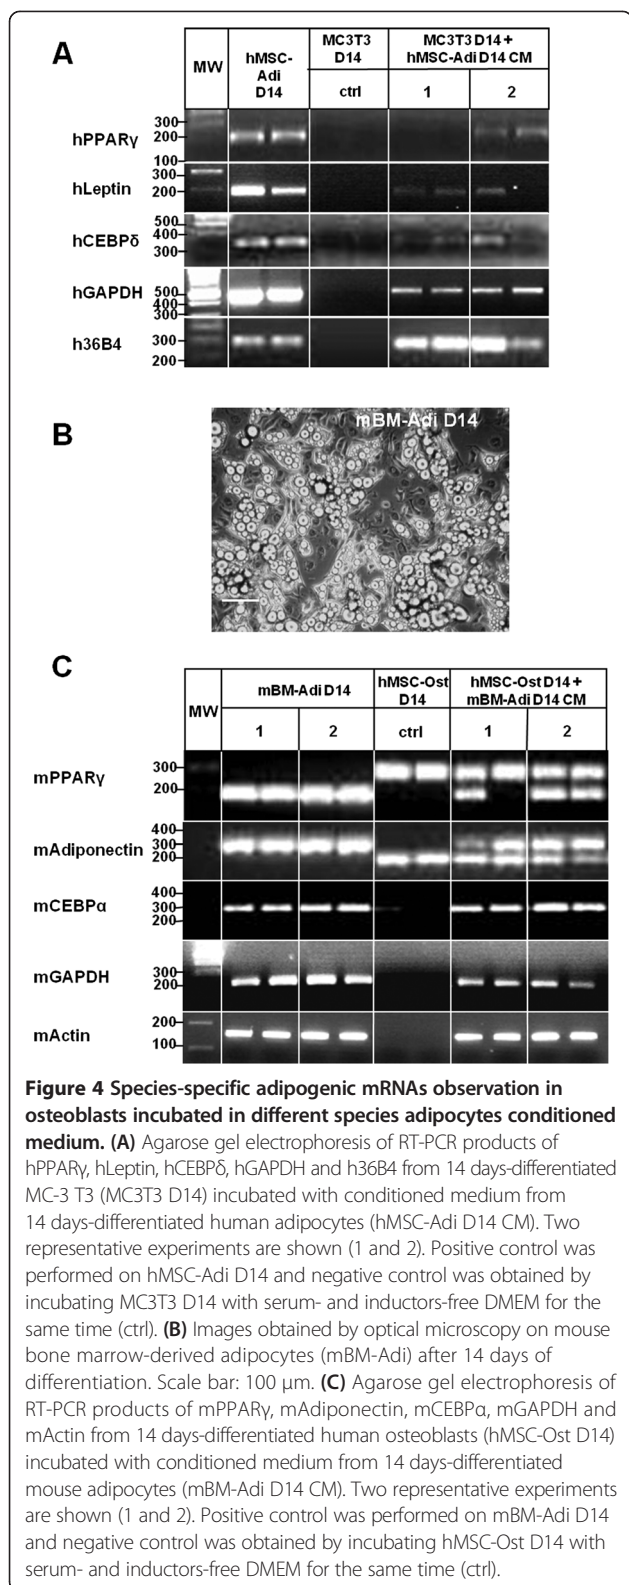 A
MW
hMSC-
Adi
D14
MC3T3
D14
MC3T3 D14 +
hMSC-Adi D14 CM
ctrl
1
2
hPPARγ
300
200
100
hLeptin
300
200
hCEBPδ
500
400
300
hGAPDH
500
400
300
h36B4
300
200
B
mBM-Adi D14
C
MW
mBM-Adi D14
hMSC-Ost
D14
hMSC-Ost D14 +
mBM-Adi D14 CM
1
2
ctrl
1
2
mPPARγ
300
200
mAdiponectin
400
300
200
mCEBPα
400
300
200
mGAPDH
300
200
mActin
200
100
Figure 4 Species-specific adipogenic mRNAs observation in
osteoblasts incubated in different species adipocytes conditioned
medium. (A) Agarose gel electrophoresis of RT-PCR products of
hPPARγ, hLeptin, hCEBPδ, hGAPDH and h36B4 from 14 days-differentiated
MC-3 T3 (MC3T3 D14) incubated with conditioned medium from
14 days-differentiated human adipocytes (hMSC-Adi D14 CM). Two
representative experiments are shown (1 and 2). Positive control was
performed on hMSC-Adi D14 and negative control was obtained by
incubating MC3T3 D14 with serum- and inductors-free DMEM for the
same time (ctrl). (B) Images obtained by optical microscopy on mouse
bone marrow-derived adipocytes (mBM-Adi) after 14 days of
differentiation. Scale bar: 100 μm. (C) Agarose gel electrophoresis of
RT-PCR products of mPPARγ, mAdiponectin, mCEBPα, mGAPDH and
mActin from 14 days-differentiated human osteoblasts (hMSC-Ost D14)
incubated with conditioned medium from 14 days-differentiated
mouse adipocytes (mBM-Adi D14 CM). Two representative experiments
are shown (1 and 2). Positive control was performed on mBM-Adi D14
and negative control was obtained by incubating hMSC-Ost D14 with
serum- and inductors-free DMEM for the same time (ctrl).